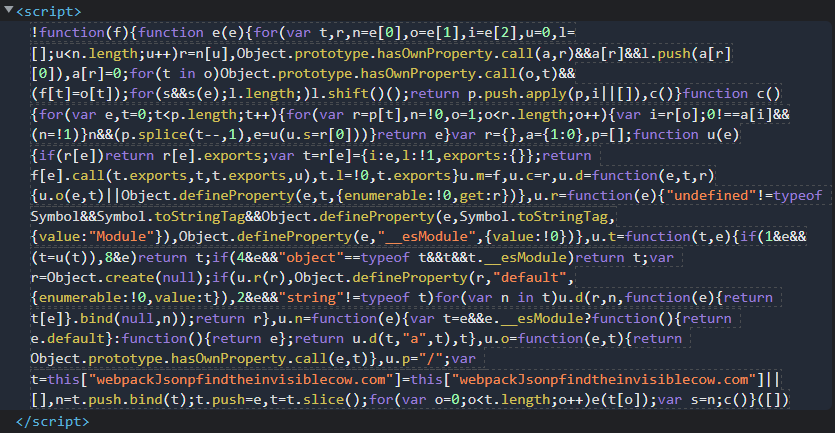 <script>
!function(f){function e(e){for(var t,r,n=e[0],o=e[1],i=e[2],u=0,l=
[];u<n.length;u++)r=n[u],Object.prototype.hasOwnProperty.call(a,r)&&a[r]&&l.push(a[r]
[0]),a[r]=0;for(t in o)Object.prototype.hasOwnProperty.call(o,t)&&
(f[t]=o[t]);for(s&&s(e);l.length;)l.shift()();return p.push.apply(p,i||[]),c()}function c()
{for(var e,t=0;t<p.length;t++){for(var r=p[t],n=!0,o=1;o<r.length;o++){var i=r[o];0!==a[i]&&
(n=!1)}n&&(p.splice(t--,1),e=u(u.s=r[0]))}return e}var r={},a={1:0},p=[];function u(e)
{if(r[e])return r[e].exports;var t=r[e]={i:e,l:!1,exports:{}};return
f[e].call(t.exports,t,t.exports,u),t.l=!0,t.exports}u.m=f,u.c=r,u.d=function(e,t,r)
{u.o(e,t)||Object.defineProperty(e,t,{enumerable:!0,get:r})},u.r=function(e){"undefined"!=typeof
Symbol&&Symbol.toStringTag&&Object.defineProperty(e,Symbol.toStringTag,
{value:"Module"}),Object.defineProperty(e,"__esModule",{value:!0})},u.t=function(t,e){if(1&e&&
(t=u(t)),8&e)return t;if(4&e&&"object"==typeof t&&t&&t.__esModule)return t;var
r=Object.create(null);if(u.r(r),Object.defineProperty(r,"default",
{enumerable:!0,value:t}),2&e&&"string"!=typeof t)for(var n in t)u.d(r,n,function(e){return
t[e]}.bind(null,n));return r},u.n=function(e){var t=e&&e.__esModule?function(){return
e.default}:function(){return e};return u.d(t,"a",t),t},u.o=function(e,t){return
Object.prototype.hasOwnProperty.call(e,t)},u.p="/";var
t=this["webpackJsonpfindtheinvisiblecow.com"]=this["webpackJsonpfindtheinvisiblecow.com"]||
[],n=t.push.bind(t);t.push=e,t=t.slice();for(var o=0;o<t.length;o++)e(t[o]);var s=n;c()}([])
</script>